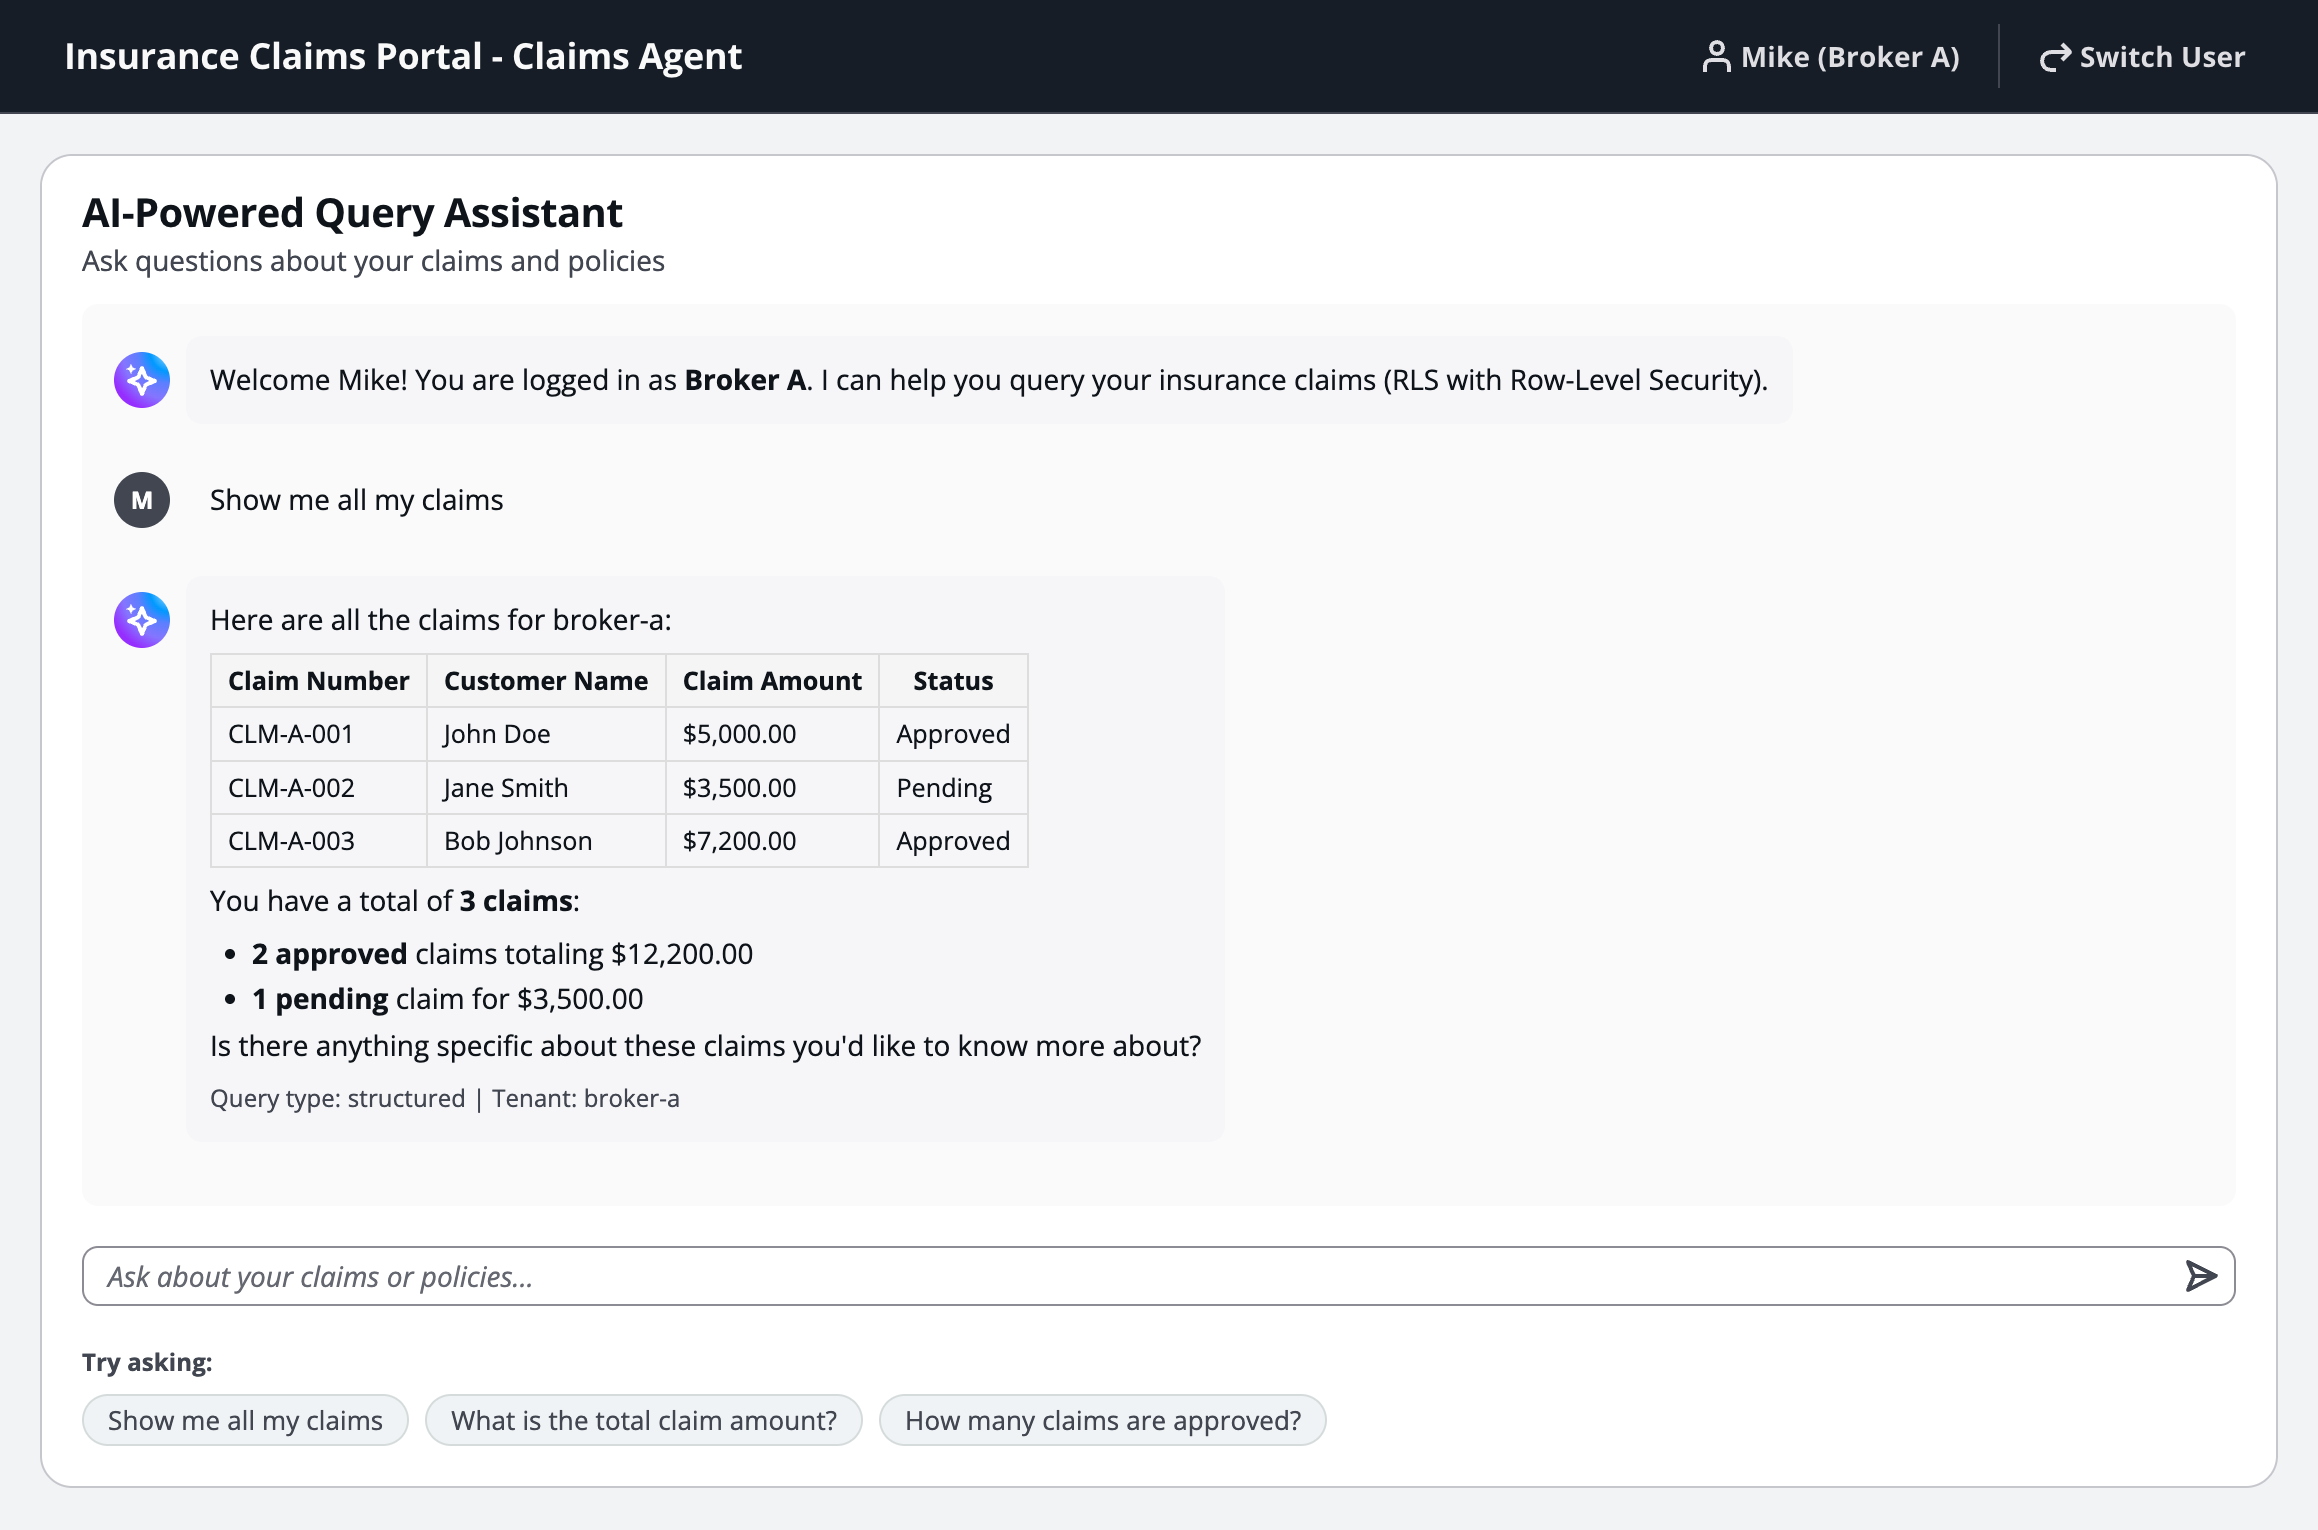 Insurance Claims Portal - Claims Agent
Mike (Broker A)
Switch User
AI-Powered Query Assistant
Ask questions about your claims and policies
Welcome Mike! You are logged in as Broker A. I can help you query your insurance claims (RLS with Row-Level Security).
M
Show me all my claims
Here are all the claims for broker-a:
Claim Number Customer Name Claim Amount Status
CLM-A-001 John Doe $5,000.00 Approved
CLM-A-002 Jane Smith $3,500.00 Pending
CLM-A-003 Bob Johnson $7,200.00 Approved
You have a total of 3 claims:
• 2 approved claims totaling $12,200.00
• 1 pending claim for $3,500.00
Is there anything specific about these claims you'd like to know more about?
Query type: structured | Tenant: broker-a
Ask about your claims or policies...
Try asking:
Show me all my claims
What is the total claim amount?
How many claims are approved?